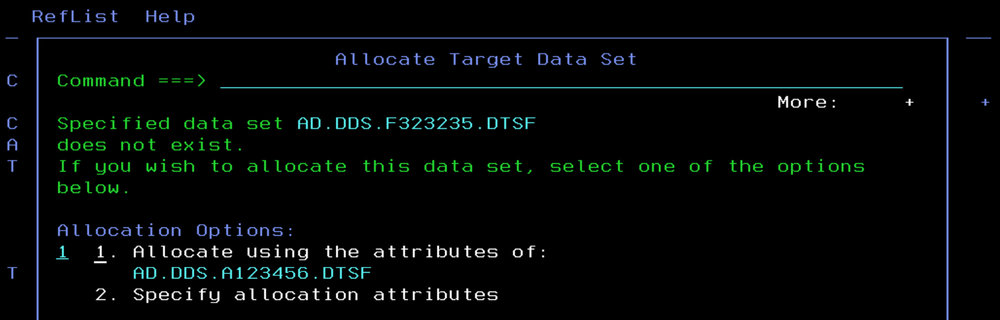 RefList Help
Allocate Target Data Set
C Command ===>
More: + +
C Specified data set AD.DDS.F323235.DTSF
A does not exist.
T If you wish to allocate this data set, select one of the options
below.
Allocation Options:
1 1. Allocate using the attributes of:
T AD.DDS.A123456.DTSF
2. Specify allocation attributes